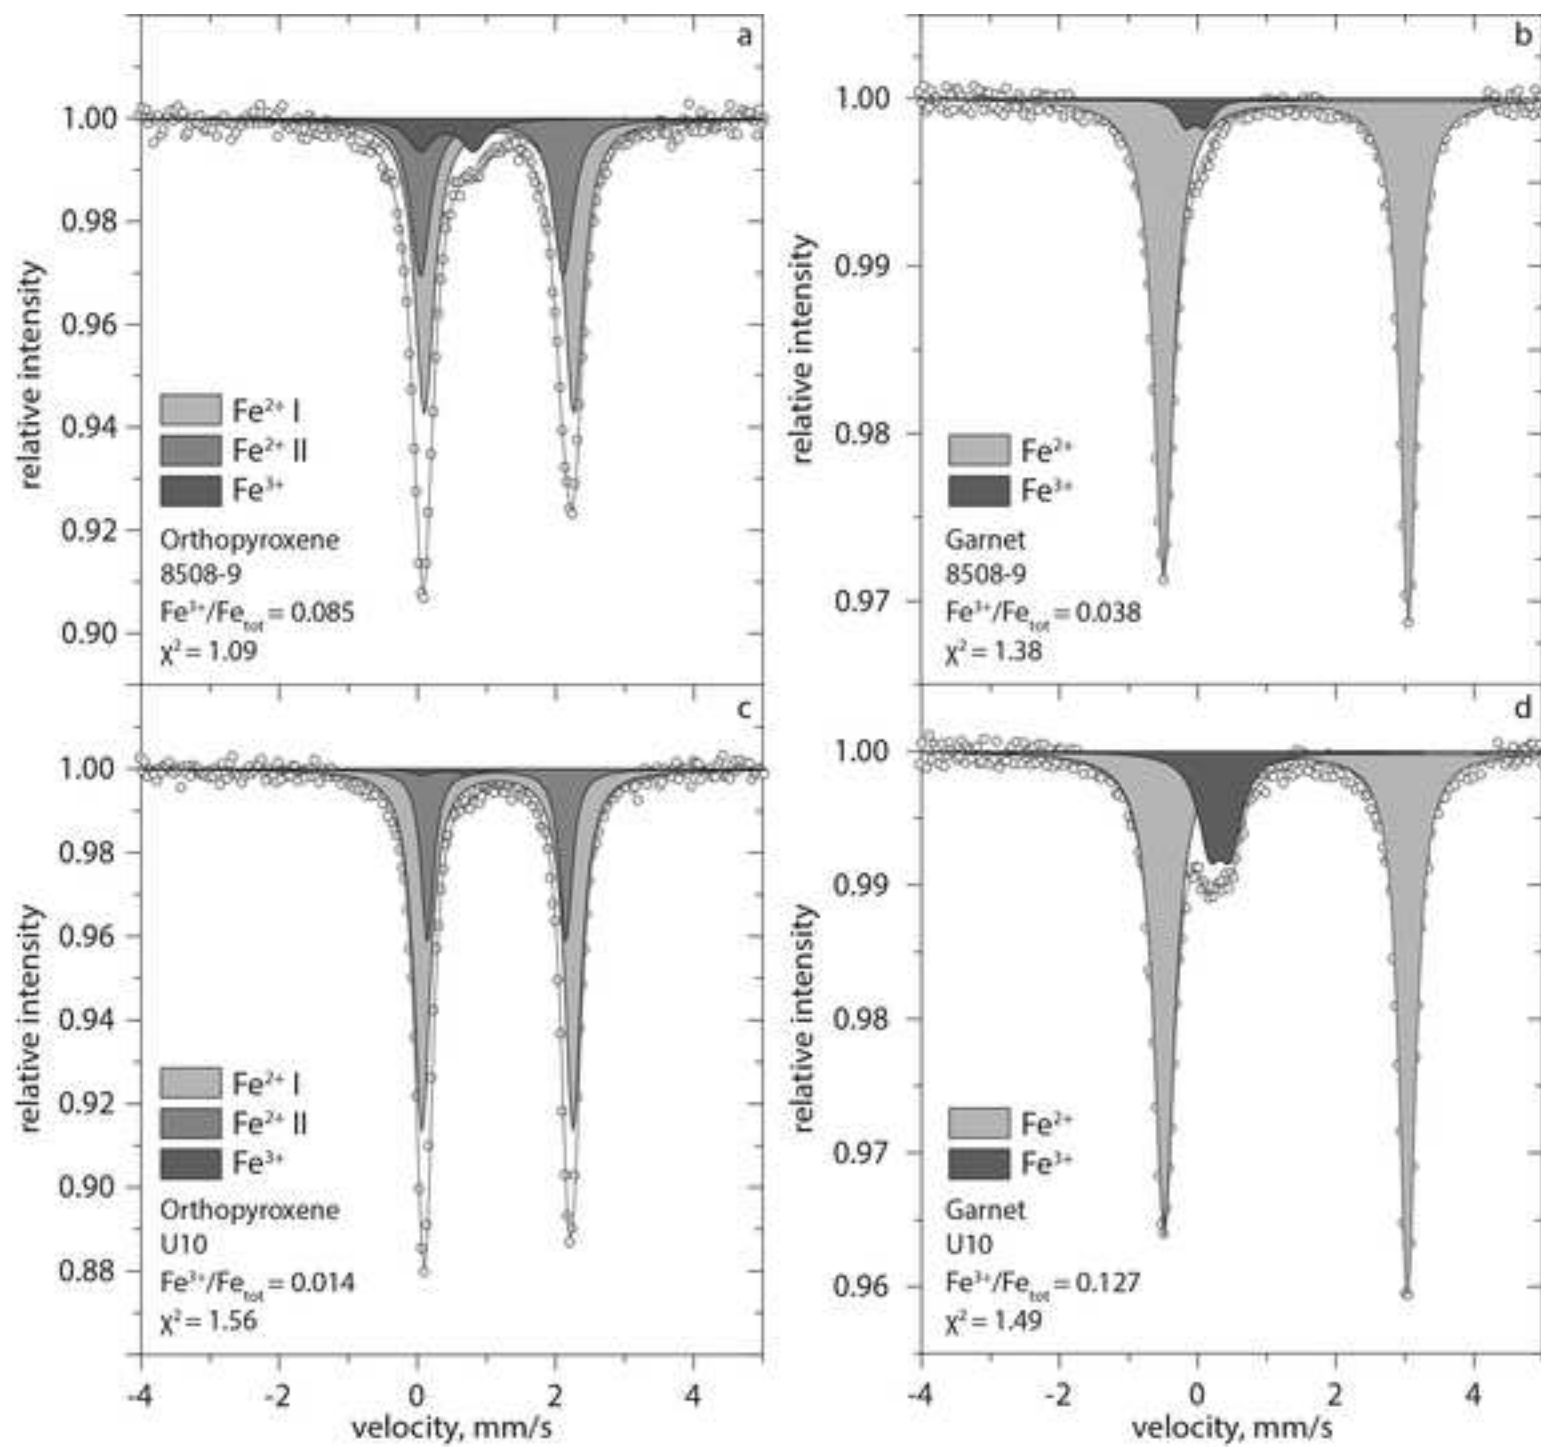 a
1.00
0.98
0.96
0.94
0.92
0.90
relative intensity
Fe²⁺ I
Fe²⁺ II
Fe³⁺
Orthopyroxene
8508-9
Fe³⁺/Fetot = 0.085
χ² = 1.09
b
1.00
0.99
0.98
0.97
relative intensity
Fe²⁺
Fe³⁺
Garnet
8508-9
Fe³⁺/Fetot = 0.038
χ² = 1.38
c
1.00
0.98
0.96
0.94
0.92
0.90
0.88
relative intensity
Fe²⁺ I
Fe²⁺ II
Fe³⁺
Orthopyroxene
U10
Fe³⁺/Fetot = 0.014
χ² = 1.56
-4 -2 0 2 4
velocity, mm/s
d
1.00
0.99
0.98
0.97
0.96
relative intensity
Fe²⁺
Fe³⁺
Garnet
U10
Fe³⁺/Fetot = 0.127
χ² = 1.49
-4 -2 0 2 4
velocity, mm/s